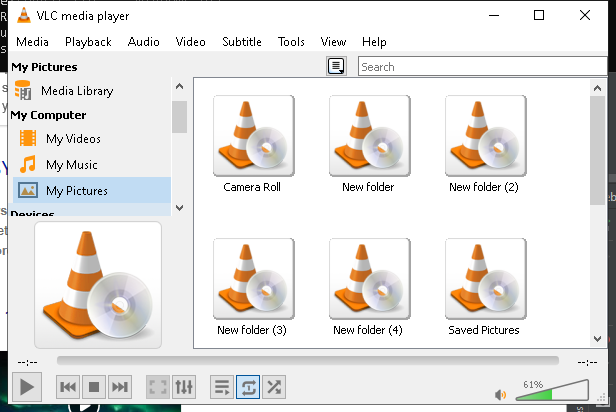 VLC media player
Media Playback Audio Video Subtitle Tools View Help
My Pictures
Search
Media Library
My Computer
My Videos
My Music
My Pictures
Devices
Camera Roll
New folder
New folder (2)
New folder (3)
New folder (4)
Saved Pictures
--:--
--:--
61%